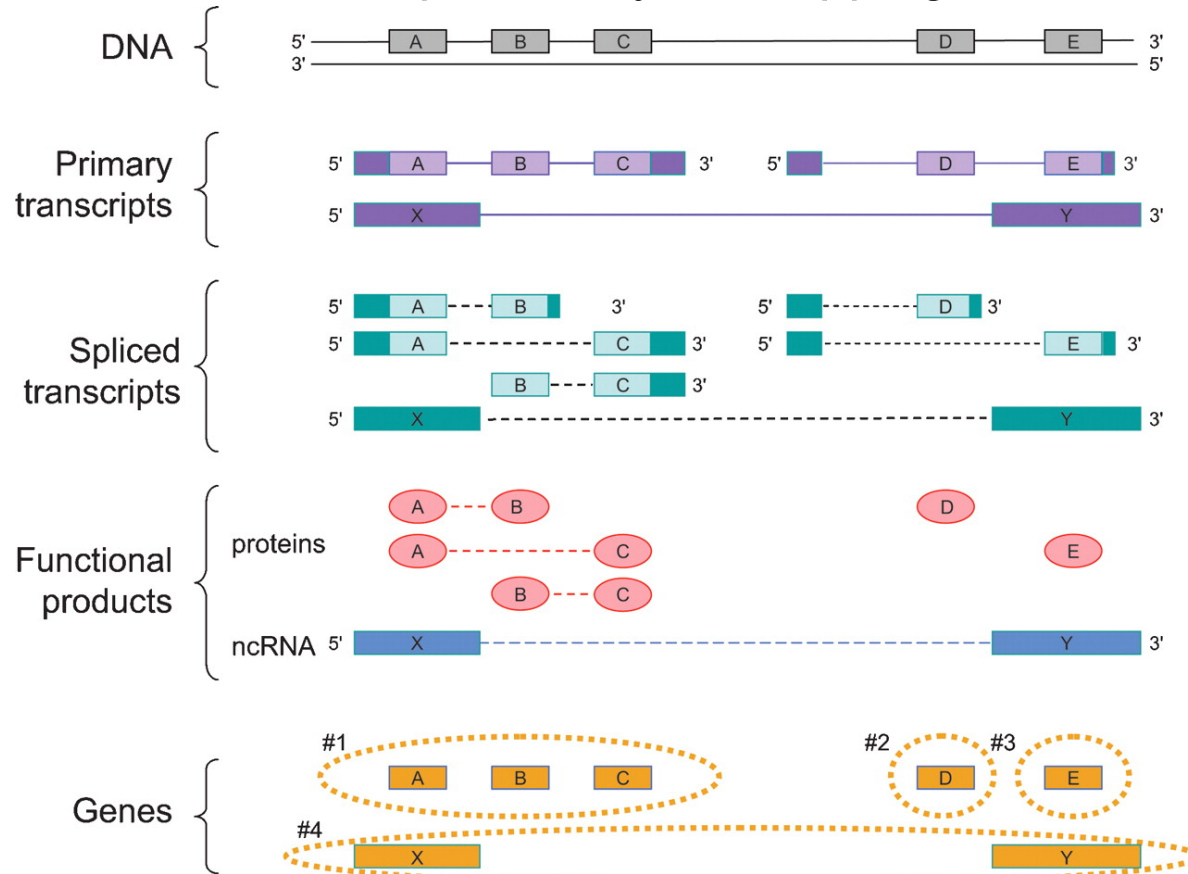 DNA
5' A B C D E 3'
3' 5'
Primary
transcripts
5' A B C 3' 5' D E 3'
5' X Y 3'
Spliced
transcripts
5' A B 3' 5' D 3'
5' A C 3' 5' E 3'
B C 3'
5' X Y 3'
Functional
products
proteins
A B D
A C E
B C
ncRNA 5' X Y 3'
Genes
#1 #2 #3
A B C D E
#4
X Y